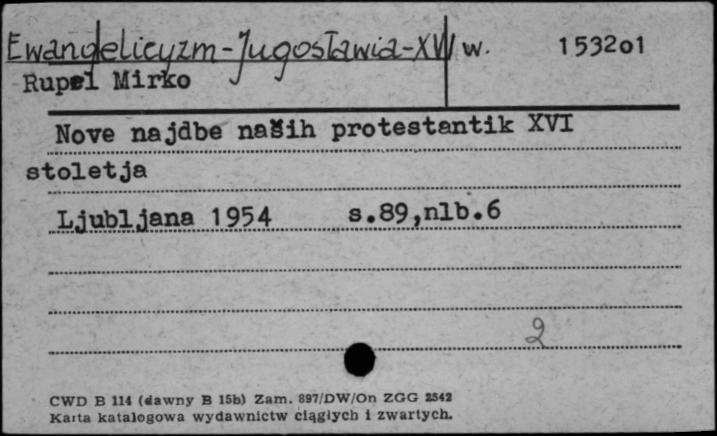 Ewangelicyzm-Jugosławia-XVI w. 153201
Rupel Mirko
Nove najdbe naših protestantik XVI
stoletja
Ljubljana 1954 s.89,nlb.6
2
CWD B 114 (dawny B 15b) Zam. 897/DW/On ZGG 2542
Karta katalogowa wydawnictw ciągłych i zwartych.